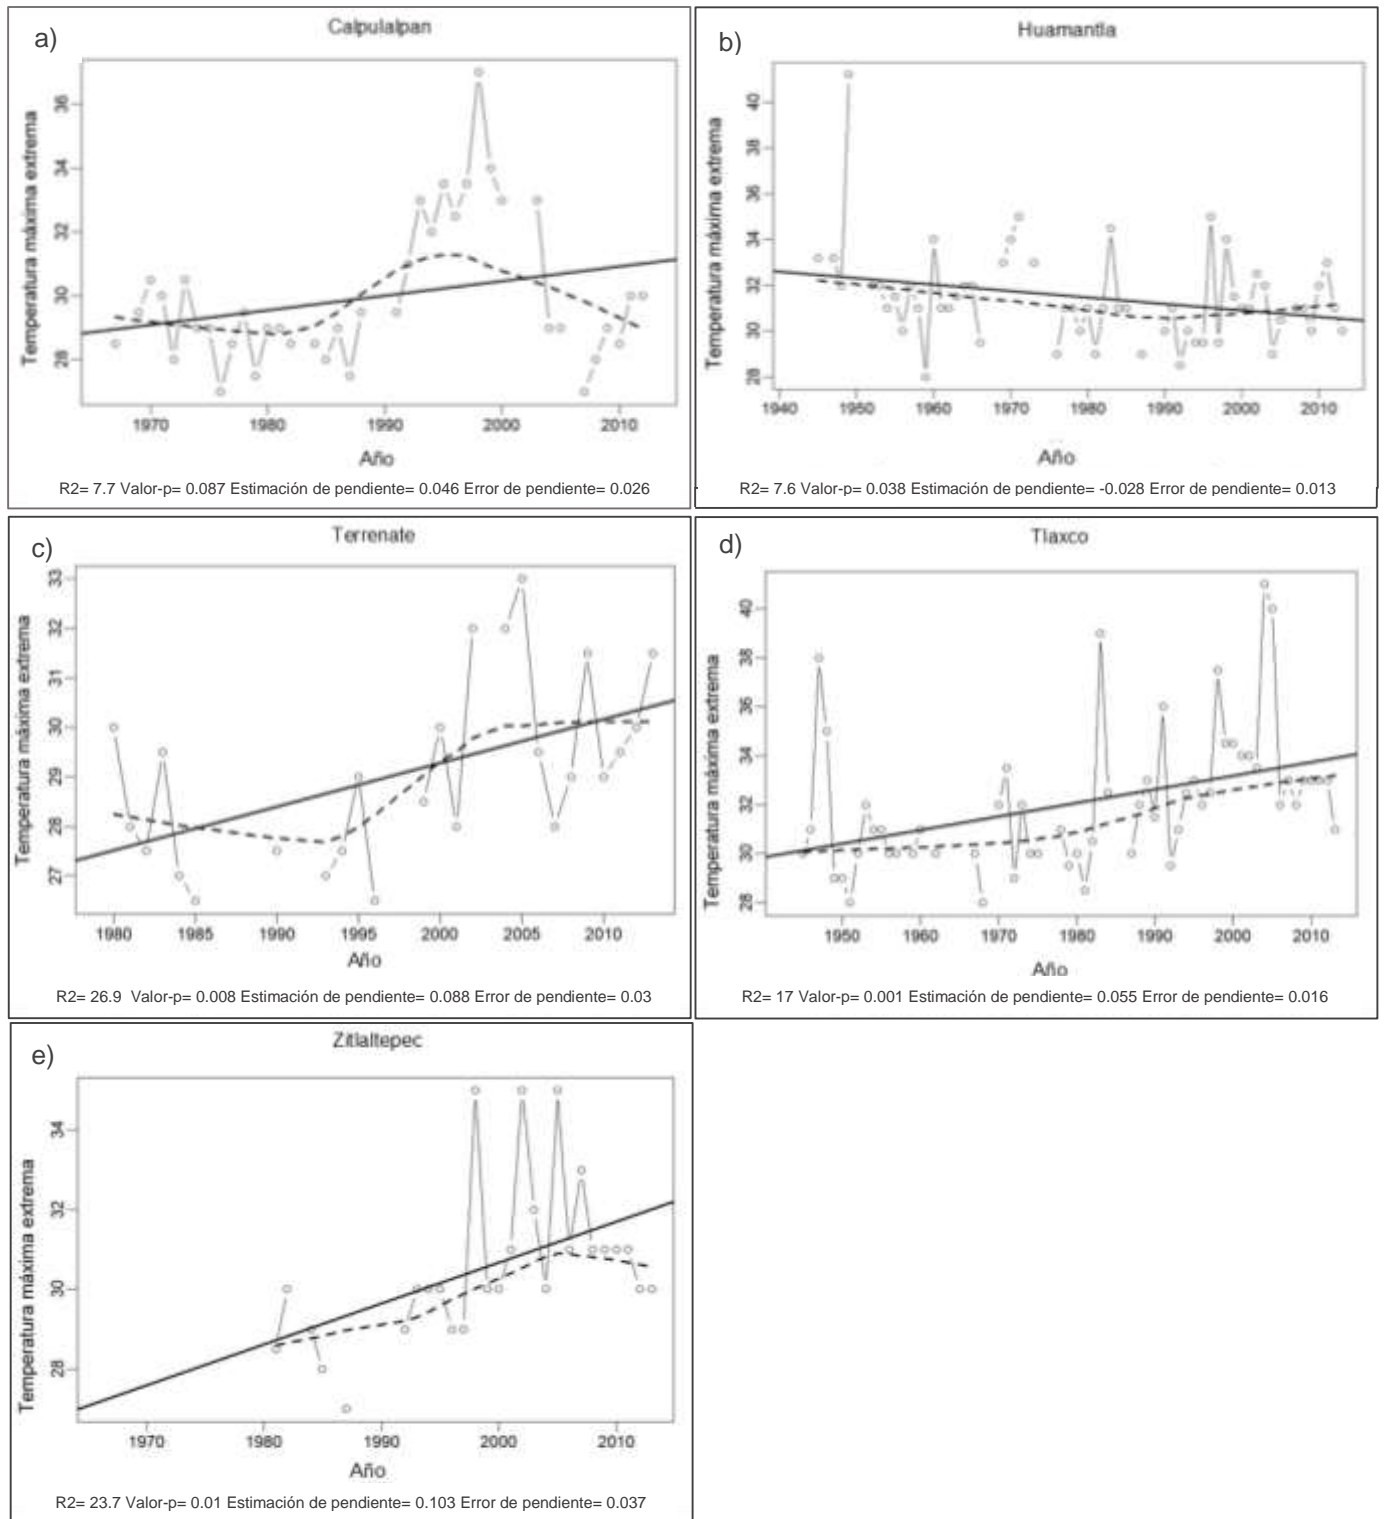 a)
Calpulalpan
Temperatura máxima extrema
36
34
32
30
28
1970 1980 1990 2000 2010
Año
R2= 7.7 Valor-p= 0.087 Estimación de pendiente= 0.046 Error de pendiente= 0.026
b)
Huamantla
Temperatura máxima extrema
40
38
36
34
32
30
28
1940 1950 1960 1970 1980 1990 2000 2010
Año
R2= 7.6 Valor-p= 0.038 Estimación de pendiente= -0.028 Error de pendiente= 0.013
c)
Terrenate
Temperatura máxima extrema
33
32
31
30
29
28
27
1980 1985 1990 1995 2000 2005 2010
Año
R2= 26.9 Valor-p= 0.008 Estimación de pendiente= 0.088 Error de pendiente= 0.03
d)
Tlaxco
Temperatura máxima extrema
40
38
36
34
32
30
28
1950 1960 1970 1980 1990 2000 2010
Año
R2= 17 Valor-p= 0.001 Estimación de pendiente= 0.055 Error de pendiente= 0.016
e)
Zitlaltepec
Temperatura máxima extrema
34
32
30
28
1970 1980 1990 2000 2010
Año
R2= 23.7 Valor-p= 0.01 Estimación de pendiente= 0.103 Error de pendiente= 0.037